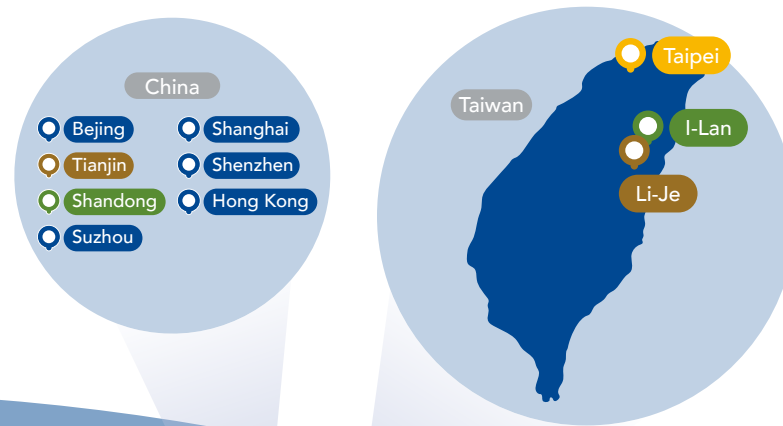 China
Bejing
Tianjin
Shandong
Suzhou
Shanghai
Shenzhen
Hong Kong
Taiwan
Taipei
I-Lan
Li-Je